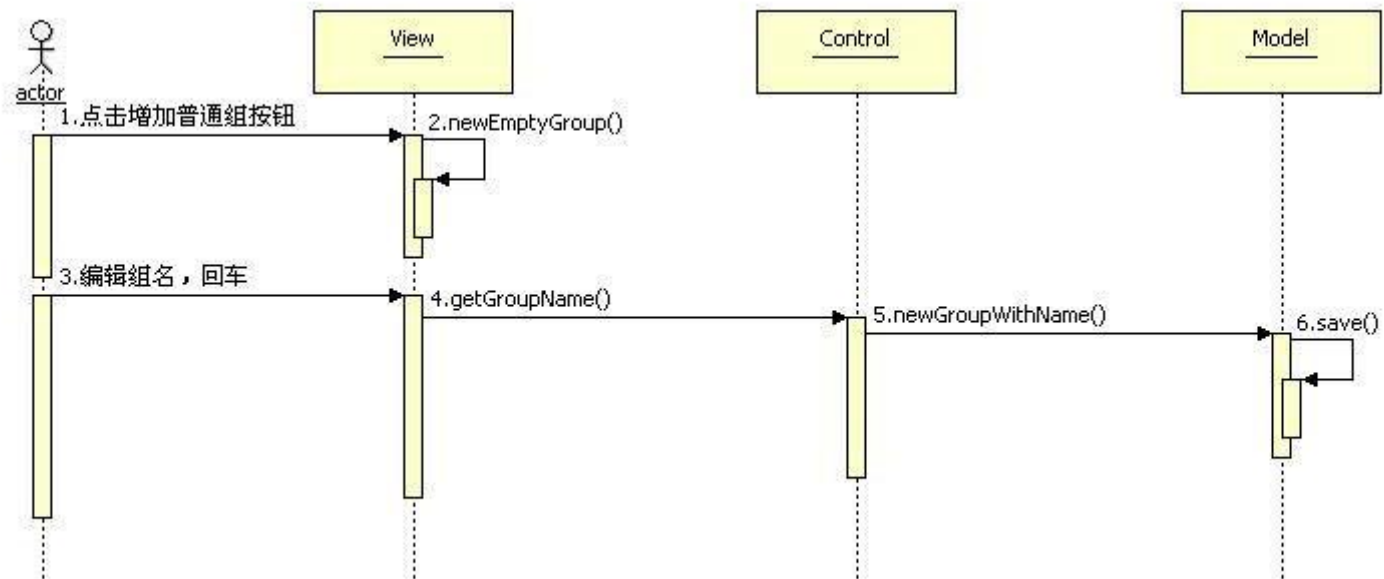 View
Control
Model
actor
1.点击增加普通组按钮
2.newEmptyGroup()
3.编辑组名，回车
4.getGroupName()
5.newGroupWithName()
6.save()